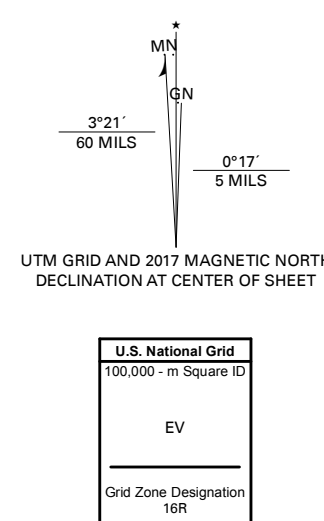 ★
MN
GN
3°21´
60 MILS
0°17´
5 MILS
UTM GRID AND 2017 MAGNETIC NORTH
DECLINATION AT CENTER OF SHEET
U.S. National Grid
100,000 - m Square ID
EV
Grid Zone Designation
16R